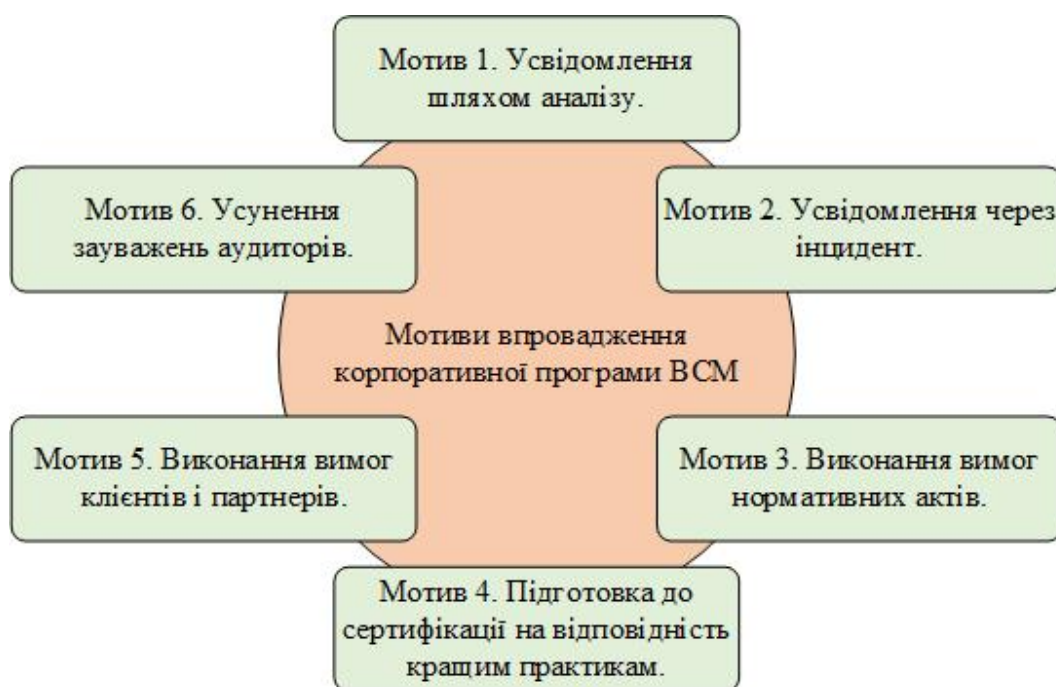 Мотив 1. Усвідомлення
шляхом аналізу.
Мотив 6. Усунення
зауважень аудиторів.
Мотив 2. Усвідомлення через
інцидент.
Мотиви впровадження
корпоративної програми ВСМ
Мотив 5. Виконання вимог
клієнтів і партнерів.
Мотив 3. Виконання вимог
нормативних актів.
Мотив 4. Підготовка до
сертифікації на відповідність
кращим практикам.